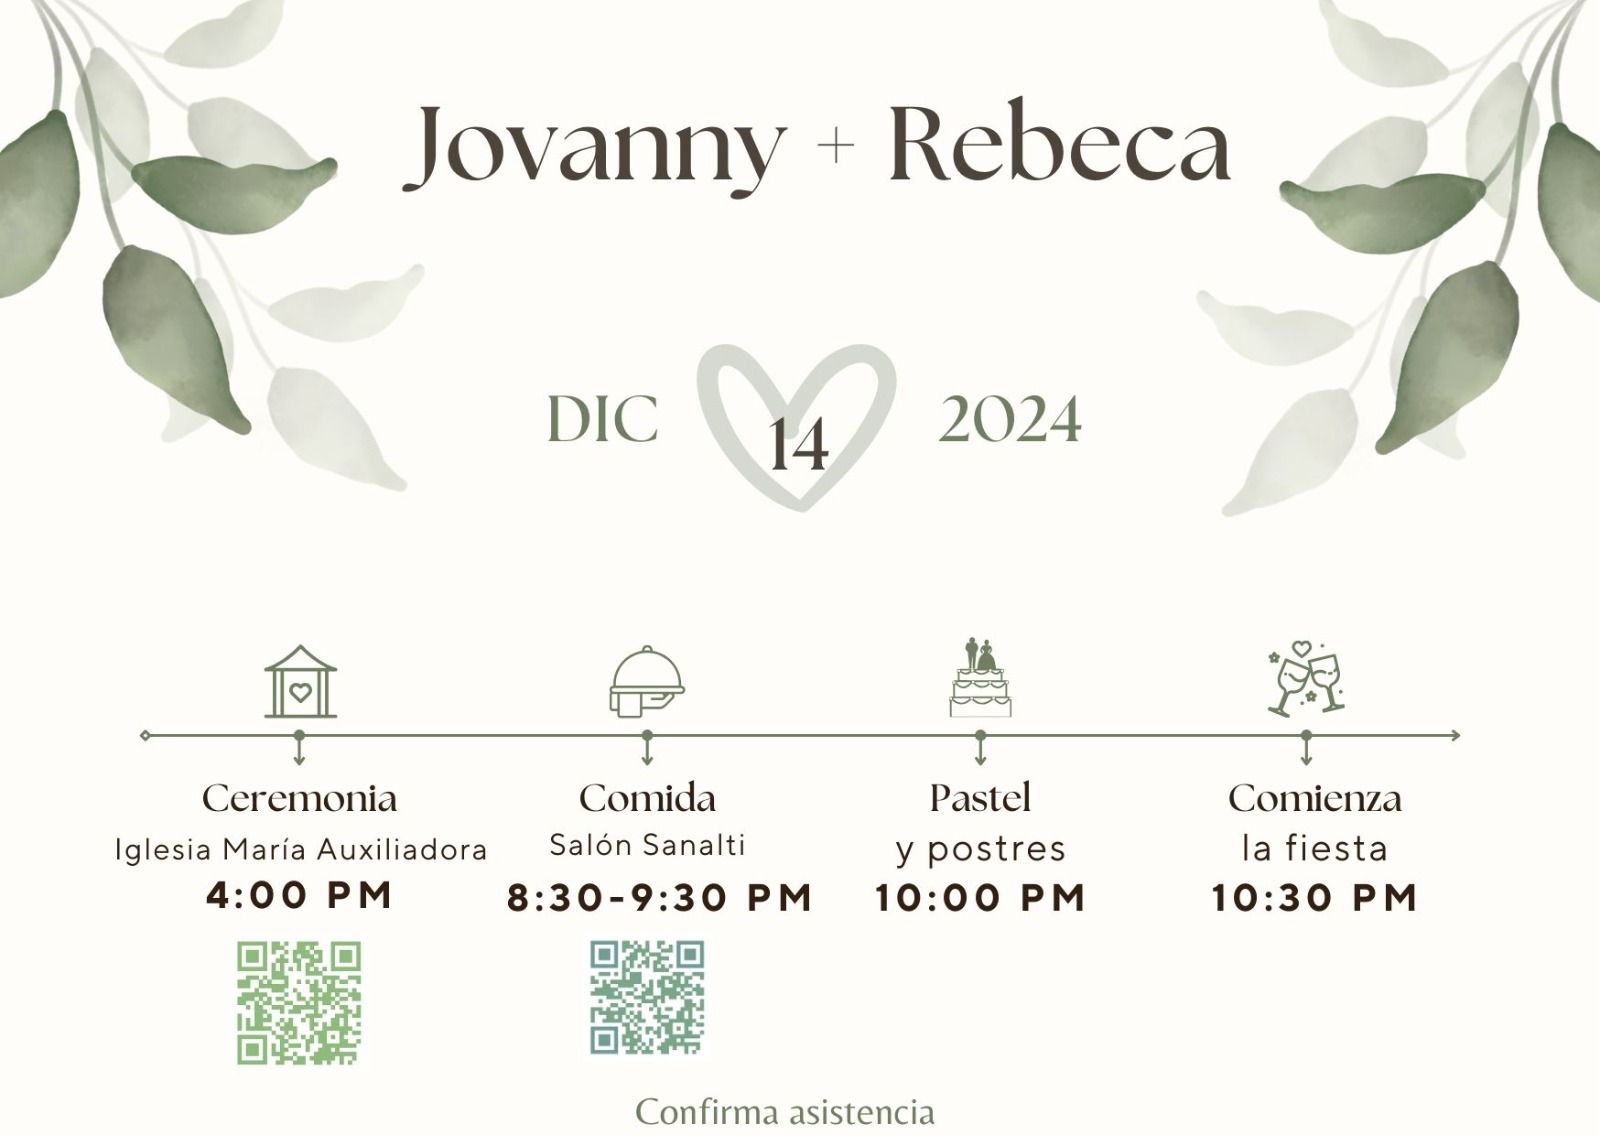 Jovanny + Rebeca
DIC 14 2024
Ceremonia
Iglesia María Auxiliadora
4:00 PM
Comida
Salón Sanalti
8:30-9:30 PM
Pastel
y postres
10:00 PM
Comienza
la fiesta
10:30 PM
Confirma asistencia